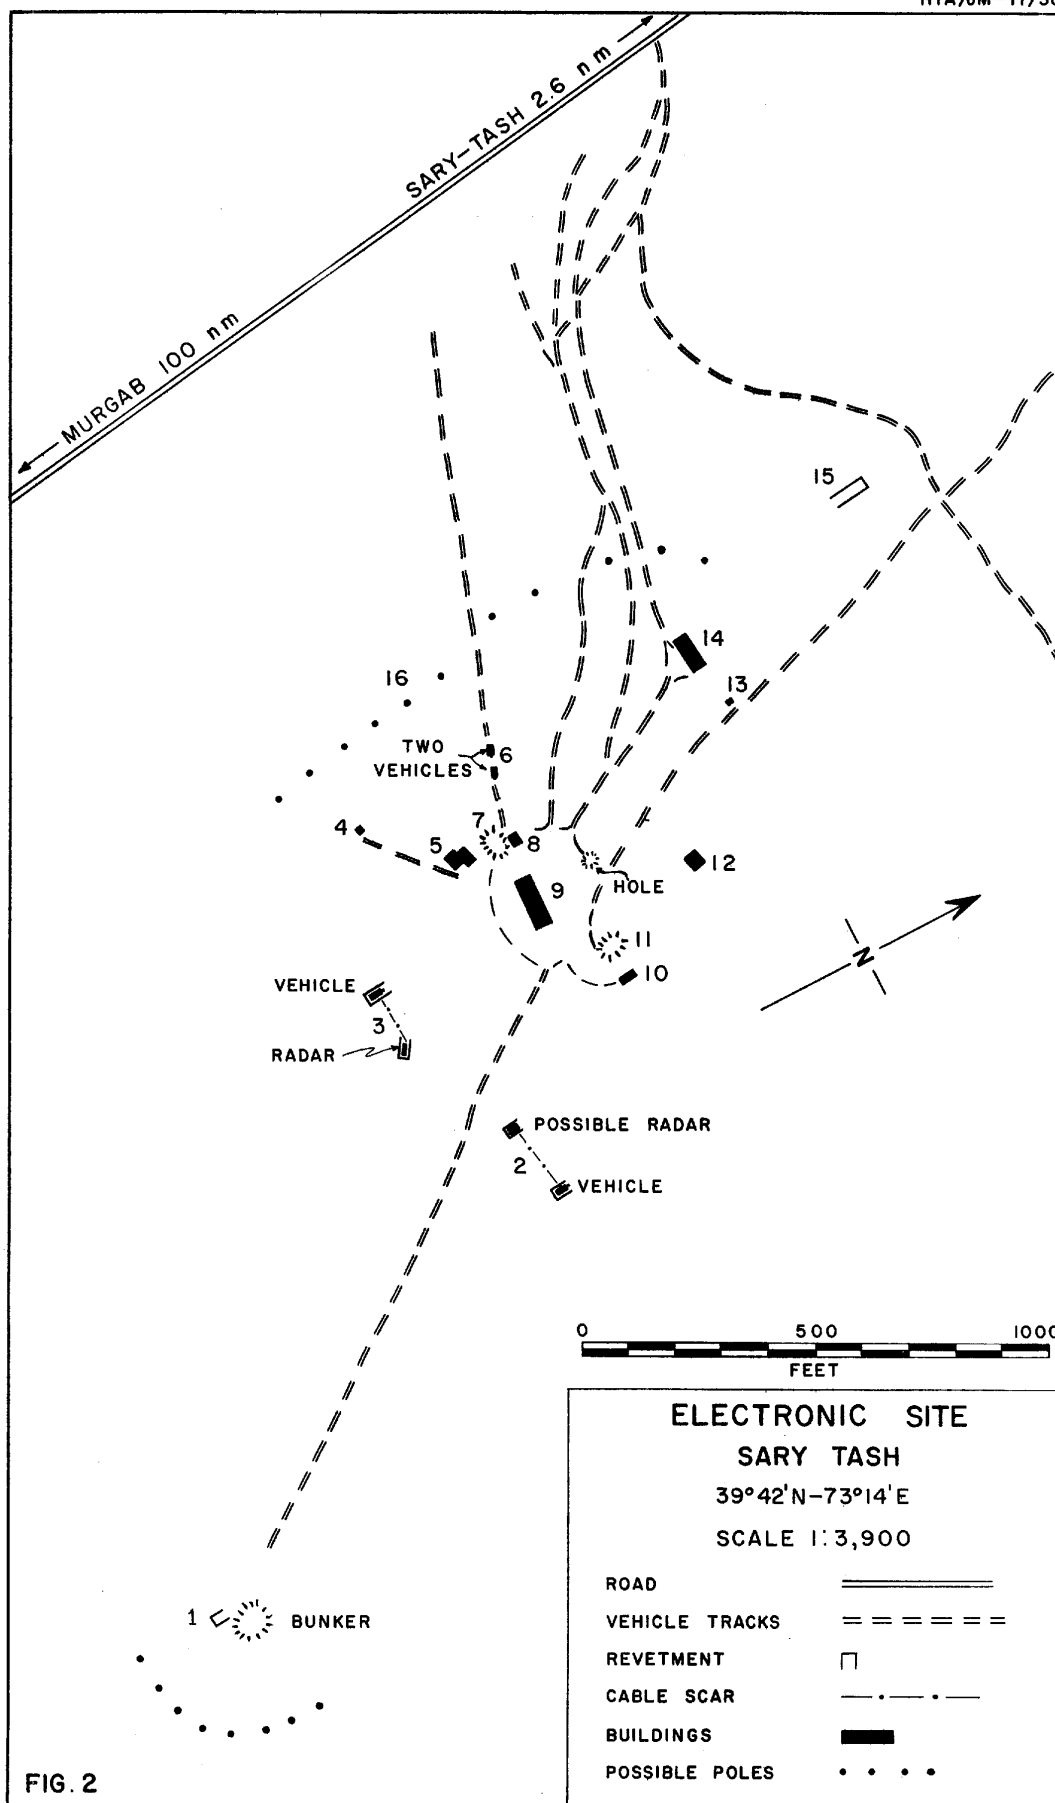 SARY-TASH 2.6 nm
MURGAB 100 nm
15
14
13
16
TWO
VEHICLES
6
7
4
5
8
12
HOLE
9
11
10
VEHICLE
3
RADAR
POSSIBLE RADAR
2
VEHICLE
N
0 500 1000
FEET
ELECTRONIC SITE
SARY TASH
39°42'N-73°14'E
SCALE 1:3,900
ROAD
VEHICLE TRACKS
REVETMENT
CABLE SCAR
BUILDINGS
POSSIBLE POLES
1
BUNKER
FIG. 2